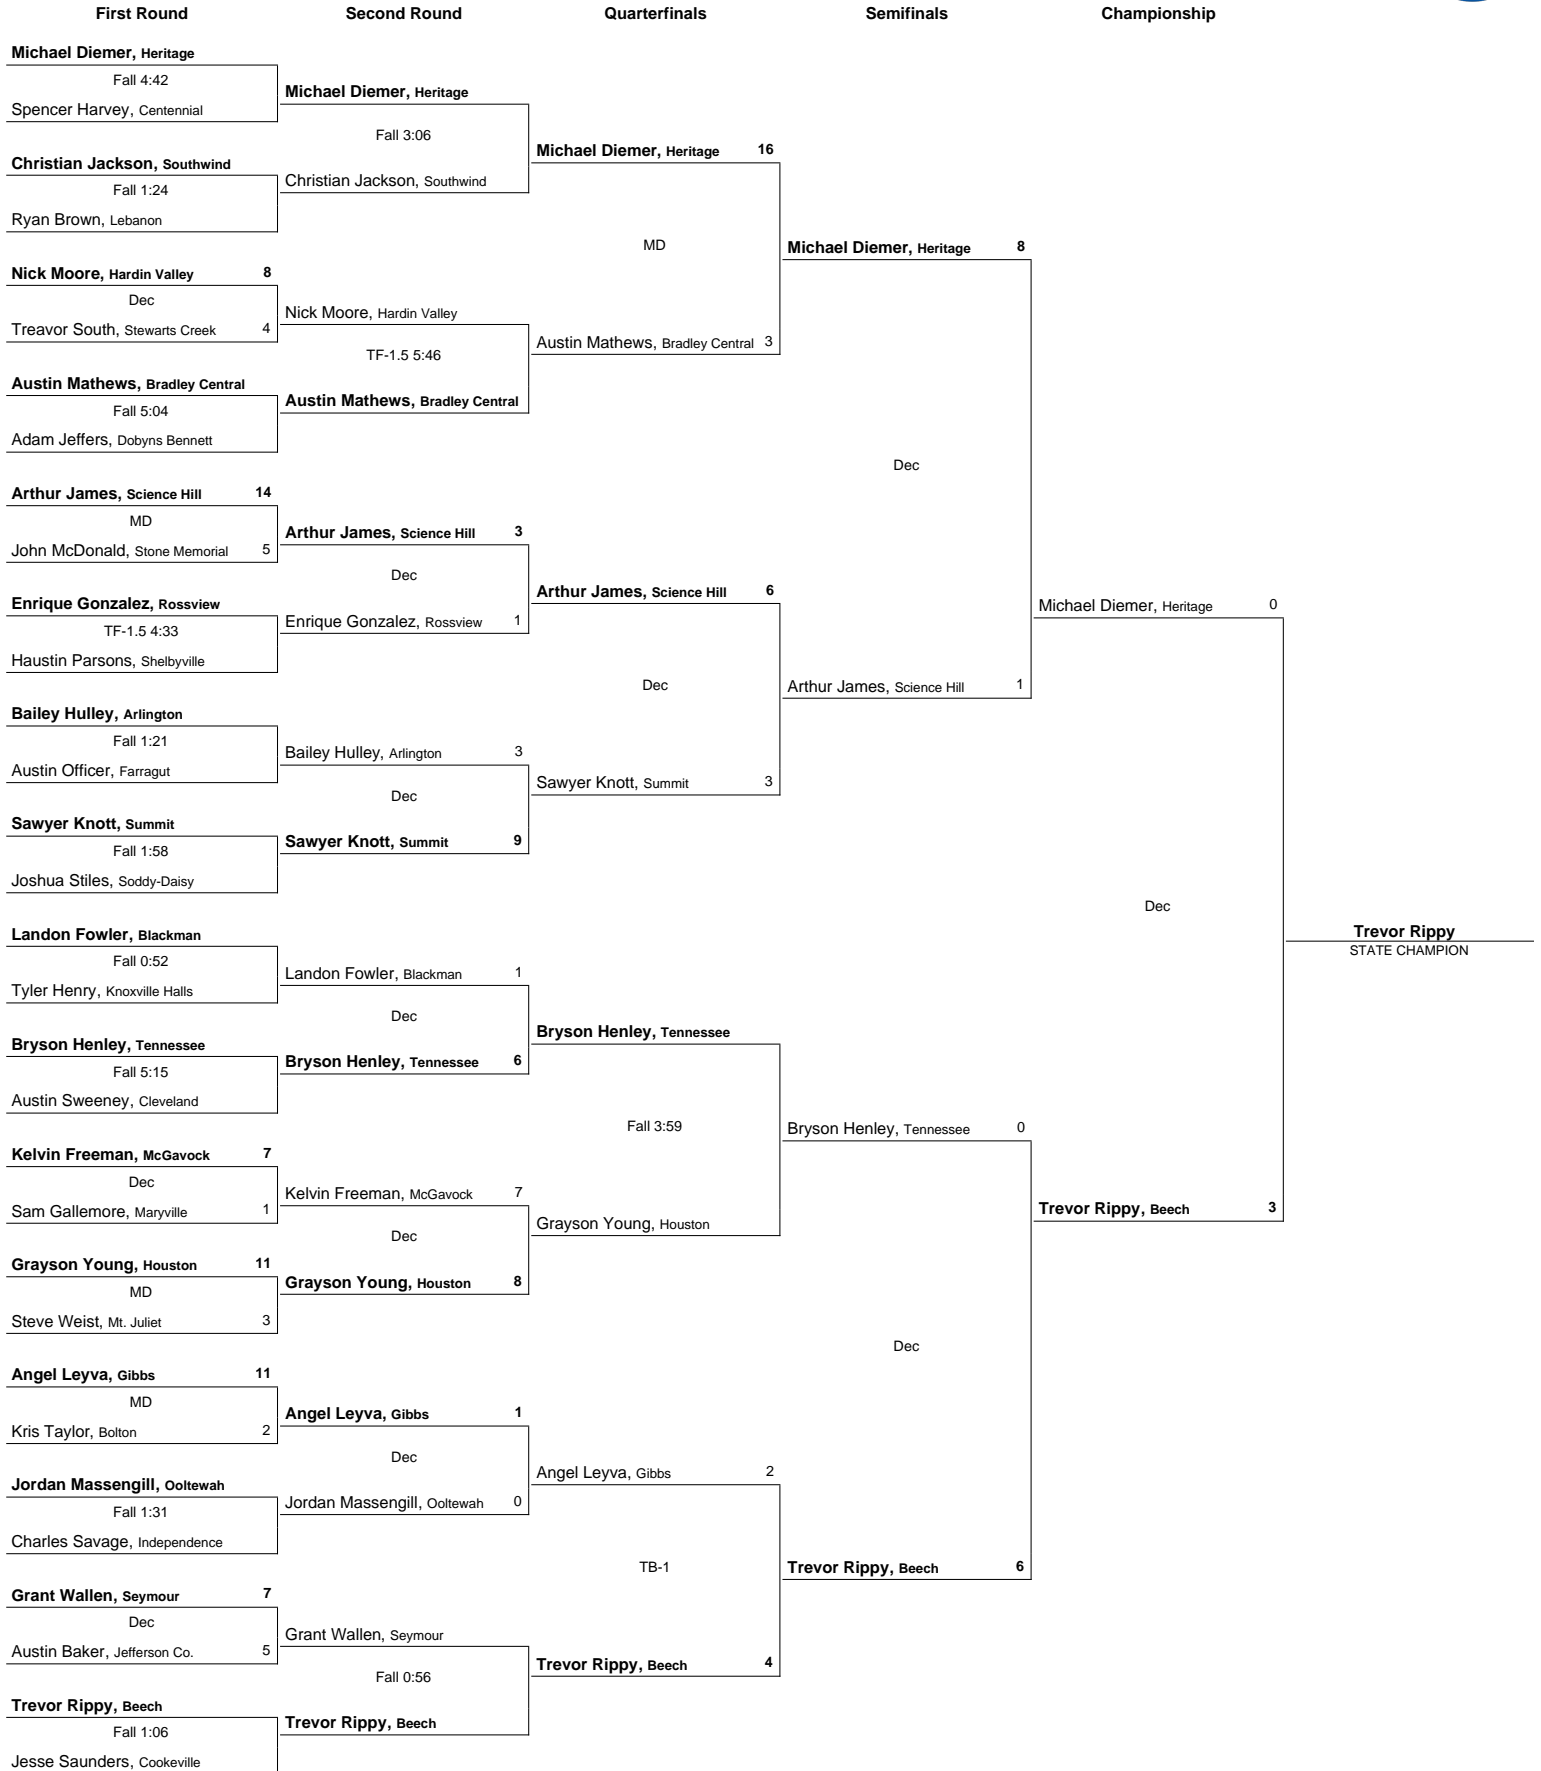 First Round Second Round Quarterfinals Semifinals Championship
Michael Diemer, Heritage
Fall 4:42
Spencer Harvey, Centennial
Christian Jackson, Southwind
Fall 1:24
Ryan Brown, Lebanon
Nick Moore, Hardin Valley 8
Dec
Treavor South, Stewarts Creek 4
Austin Mathews, Bradley Central
Fall 5:04
Adam Jeffers, Dobyns Bennett
Arthur James, Science Hill 14
MD
John McDonald, Stone Memorial 5
Enrique Gonzalez, Rossview
TF-1.5 4:33
Haustin Parsons, Shelbyville
Bailey Hulley, Arlington
Fall 1:21
Austin Officer, Farragut
Sawyer Knott, Summit
Fall 1:58
Joshua Stiles, Soddy-Daisy
Landon Fowler, Blackman
Fall 0:52
Tyler Henry, Knoxville Halls
Bryson Henley, Tennessee
Fall 5:15
Austin Sweeney, Cleveland
Kelvin Freeman, McGavock 7
Dec
Sam Gallemore, Maryville 1
Grayson Young, Houston 11
MD
Steve Weist, Mt. Juliet 3
Angel Leyva, Gibbs 11
MD
Kris Taylor, Bolton 2
Jordan Massengill, Ooltewah
Fall 1:31
Charles Savage, Independence
Grant Wallen, Seymour 7
Dec
Austin Baker, Jefferson Co. 5
Trevor Rippy, Beech
Fall 1:06
Jesse Saunders, Cookeville
Michael Diemer, Heritage
Fall 3:06
Christian Jackson, Southwind
Nick Moore, Hardin Valley
TF-1.5 5:46
Austin Mathews, Bradley Central
Arthur James, Science Hill 3
Dec
Enrique Gonzalez, Rossview 1
Bailey Hulley, Arlington 3
Dec
Sawyer Knott, Summit 9
Landon Fowler, Blackman 1
Dec
Bryson Henley, Tennessee 6
Kelvin Freeman, McGavock 7
Dec
Grayson Young, Houston 8
Angel Leyva, Gibbs 1
Dec
Jordan Massengill, Ooltewah 0
Grant Wallen, Seymour
Fall 0:56
Trevor Rippy, Beech
Michael Diemer, Heritage 16
MD
Austin Mathews, Bradley Central 3
Arthur James, Science Hill 6
Dec
Sawyer Knott, Summit 3
Bryson Henley, Tennessee
Fall 3:59
Grayson Young, Houston
Angel Leyva, Gibbs 2
TB-1
Trevor Rippy, Beech 4
Michael Diemer, Heritage 8
Dec
Arthur James, Science Hill 1
Bryson Henley, Tennessee 0
Dec
Trevor Rippy, Beech 6
Michael Diemer, Heritage 0
Dec
Trevor Rippy, Beech 3
Trevor Rippy
STATE CHAMPION